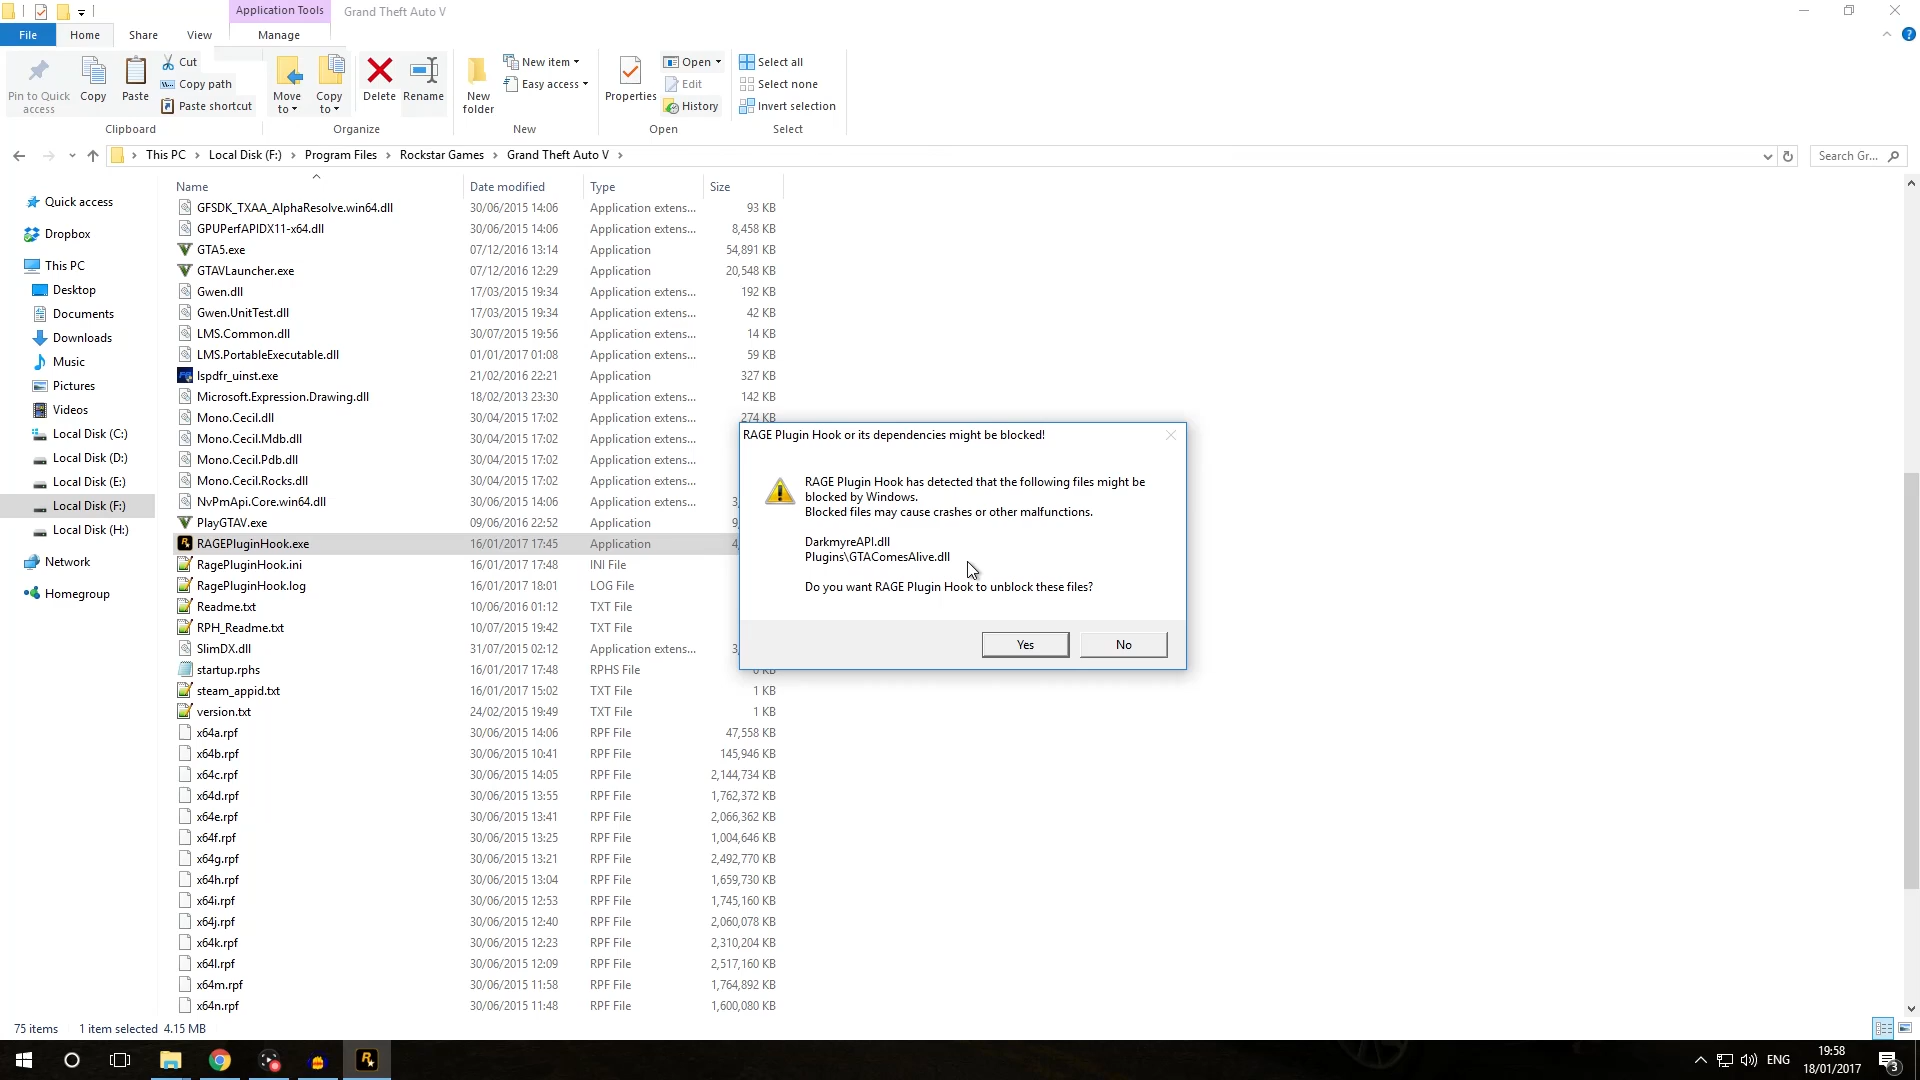 Application Tools
Grand Theft Auto V
File
Home
Share
View
Manage
Pin to Quick access
Copy
Paste
Cut
Copy path
Paste shortcut
Move to
Copy to
Delete
Rename
New folder
New item
Easy access
Properties
Open
Edit
History
Select all
Select none
Invert selection
Clipboard
Organize
New
Open
Select
This PC > Local Disk (F:) > Program Files > Rockstar Games > Grand Theft Auto V >
Search Gr...
Quick access
Dropbox
This PC
Desktop
Documents
Downloads
Music
Pictures
Videos
Local Disk (C:)
Local Disk (D:)
Local Disk (E:)
Local Disk (F:)
Local Disk (H:)
Network
Homegroup
Name Date modified Type Size
GFSDK_TXAA_AlphaResolve.win64.dll 30/06/2015 14:06 Application extens... 93 KB
GPUPerfAPIDX11-x64.dll 30/06/2015 14:06 Application extens... 8,458 KB
GTA5.exe 07/12/2016 13:14 Application 54,891 KB
GTAVLauncher.exe 07/12/2016 12:29 Application 20,548 KB
Gwen.dll 17/03/2015 19:34 Application extens... 192 KB
Gwen.UnitTest.dll 17/03/2015 19:34 Application extens... 42 KB
LMS.Common.dll 30/07/2015 19:56 Application extens... 14 KB
LMS.PortableExecutable.dll 01/01/2017 01:08 Application extens... 59 KB
lspdfr_uinst.exe 21/02/2016 22:21 Application 327 KB
Microsoft.Expression.Drawing.dll 18/02/2013 23:30 Application extens... 142 KB
Mono.Cecil.dll 30/04/2015 17:02 Application extens... 274 KB
Mono.Cecil.Mdb.dll 30/04/2015 17:02 Application extens...
Mono.Cecil.Pdb.dll 30/04/2015 17:02 Application extens...
Mono.Cecil.Rocks.dll 30/04/2015 17:02 Application extens...
NvPmApi.Core.win64.dll 30/06/2015 14:06 Application extens... 3,
PlayGTAV.exe 09/06/2016 22:52 Application 9,
RAGEPluginHook.exe 16/01/2017 17:45 Application 4,
RagePluginHook.ini 16/01/2017 17:48 INI File
RagePluginHook.log 16/01/2017 18:01 LOG File
Readme.txt 10/06/2016 01:12 TXT File
RPH_Readme.txt 10/07/2015 19:42 TXT File
SlimDX.dll 31/07/2015 02:12 Application extens... 3,
startup.rphs 16/01/2017 17:48 RPHS File 0 KB
steam_appid.txt 16/01/2017 15:02 TXT File 1 KB
version.txt 24/02/2015 19:49 TXT File 1 KB
x64a.rpf 30/06/2015 14:06 RPF File 47,558 KB
x64b.rpf 30/06/2015 10:41 RPF File 145,946 KB
x64c.rpf 30/06/2015 14:05 RPF File 2,144,734 KB
x64d.rpf 30/06/2015 13:55 RPF File 1,762,372 KB
x64e.rpf 30/06/2015 13:41 RPF File 2,066,362 KB
x64f.rpf 30/06/2015 13:25 RPF File 1,004,646 KB
x64g.rpf 30/06/2015 13:21 RPF File 2,492,770 KB
x64h.rpf 30/06/2015 13:04 RPF File 1,659,730 KB
x64i.rpf 30/06/2015 12:53 RPF File 1,745,160 KB
x64j.rpf 30/06/2015 12:40 RPF File 2,060,078 KB
x64k.rpf 30/06/2015 12:23 RPF File 2,310,204 KB
x64l.rpf 30/06/2015 12:09 RPF File 2,517,160 KB
x64m.rpf 30/06/2015 11:58 RPF File 1,764,892 KB
x64n.rpf 30/06/2015 11:48 RPF File 1,600,080 KB
RAGE Plugin Hook or its dependencies might be blocked!
RAGE Plugin Hook has detected that the following files might be
blocked by Windows.
Blocked files may cause crashes or other malfunctions.
DarkmyreAPI.dll
Plugins\GTAComesAlive.dll
Do you want RAGE Plugin Hook to unblock these files?
Yes
No
75 items 1 item selected 4.15 MB
ENG
19:58
18/01/2017
3